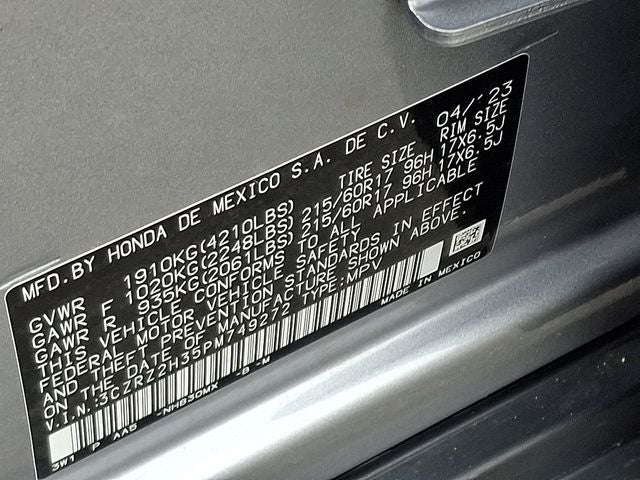 MFD.BY HONDA DE MEXICO S.A. DE C.V. 04/'23
TIRE SIZE RIM SIZE
GVWR 1910KG(4210LBS)
GAWR F 1020KG(2248LBS) 215/60R17 96H 17X6.5J
GAWR R 935KG(2061LBS) 215/60R17 96H 17X6.5J
THIS VEHICLE CONFORMS TO ALL APPLICABLE
FEDERAL MOTOR VEHICLE SAFETY
AND THEFT PREVENTION STANDARDS IN EFFECT
ON THE DATE OF MANUFACTURE SHOWN ABOVE.
V.I.N.:3CZRZ2H35PM749272 TYPE:MPV
MADE IN MEXICO
3W1 P AA5 NH830MX -B -M